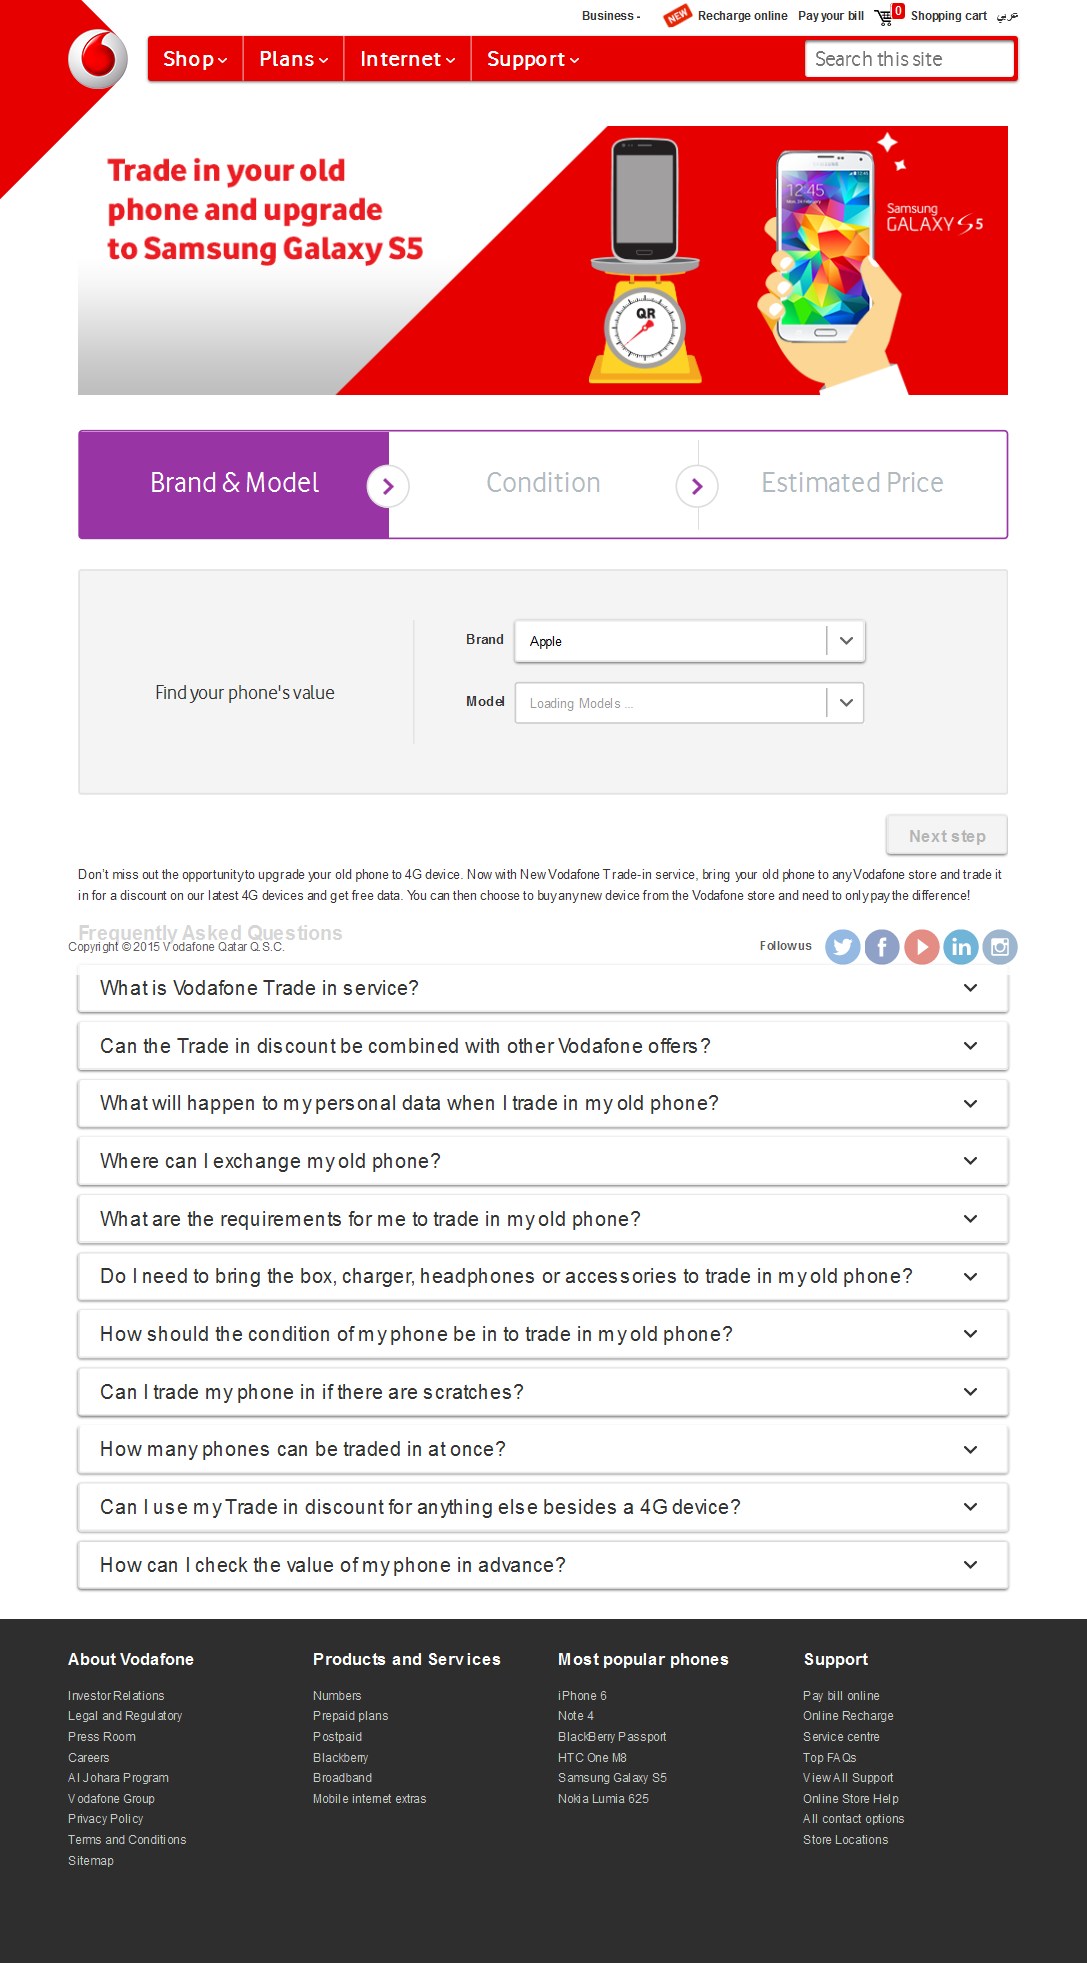 Business -
NEW
Recharge online
Pay your bill
0
Shopping cart
عربي
Shop
Plans
Internet
Support
Search this site
Trade in your old
phone and upgrade
to Samsung Galaxy S5
QR
12:45
Samsung
GALAXY S5
Brand & Model
Condition
Estimated Price
Find your phone's value
Brand
Apple
Model
Loading Models ...
Next step
Don't miss out the opportunity to upgrade your old phone to 4G device. Now with New Vodafone Trade-in service, bring your old phone to any Vodafone store and trade it
in for a discount on our latest 4G devices and get free data. You can then choose to buy any new device from the Vodafone store and need to only pay the difference!
Frequently Asked Questions
Copyright © 2015 Vodafone Qatar Q.S.C.
Follow us
What is Vodafone Trade in service?
Can the Trade in discount be combined with other Vodafone offers?
What will happen to my personal data when I trade in my old phone?
Where can I exchange my old phone?
What are the requirements for me to trade in my old phone?
Do I need to bring the box, charger, headphones or accessories to trade in my old phone?
How should the condition of my phone be in to trade in my old phone?
Can I trade my phone in if there are scratches?
How many phones can be traded in at once?
Can I use my Trade in discount for anything else besides a 4G device?
How can I check the value of my phone in advance?
About Vodafone
Investor Relations
Legal and Regulatory
Press Room
Careers
Al Johara Program
Vodafone Group
Privacy Policy
Terms and Conditions
Sitemap
Products and Services
Numbers
Prepaid plans
Postpaid
Blackberry
Broadband
Mobile internet extras
Most popular phones
iPhone 6
Note 4
BlackBerry Passport
HTC One M8
Samsung Galaxy S5
Nokia Lumia 625
Support
Pay bill online
Online Recharge
Service centre
Top FAQs
View All Support
Online Store Help
All contact options
Store Locations